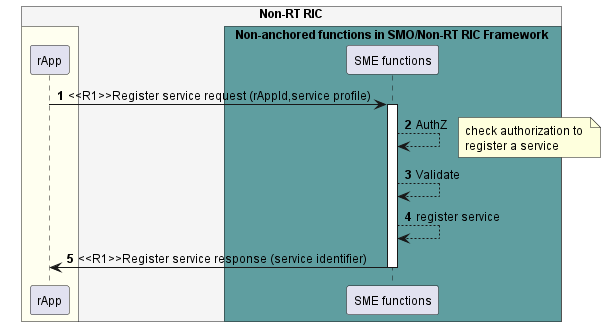 Non-RT RIC
Non-anchored functions in SMO/Non-RT RIC Framework
rApp
SME functions
1 <<R1>>Register service request (rAppId,service profile)
2 AuthZ
check authorization to
register a service
3 Validate
4 register service
5 <<R1>>Register service response (service identifier)
rApp
SME functions